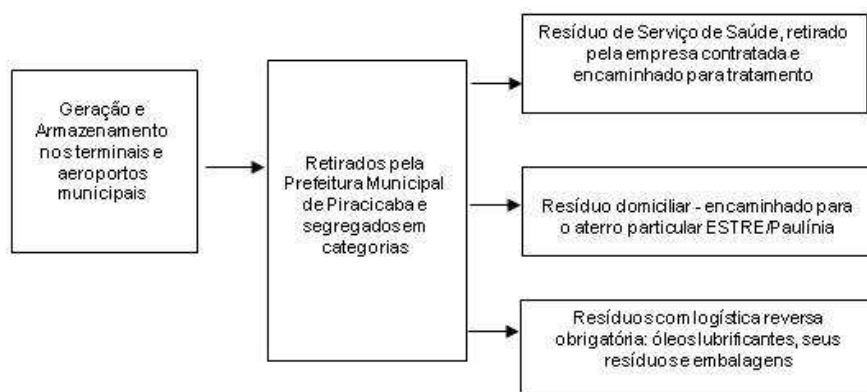 Geração e
Armazenamento
nos terminais e
aeroportos
municipais
Retirados pela
Prefeitura Municipal
de Piracicaba e
segregados em
categorias
Resíduo de Serviço de Saúde, retirado
pela empresa contratada e
encaminhado para tratamento
Resíduo domiciliar - encaminhado para
o aterro particular ESTRE/Paulínia
Resíduos com logística reversa
obrigatória: óleos lubrificantes, seus
resíduos e embalagens